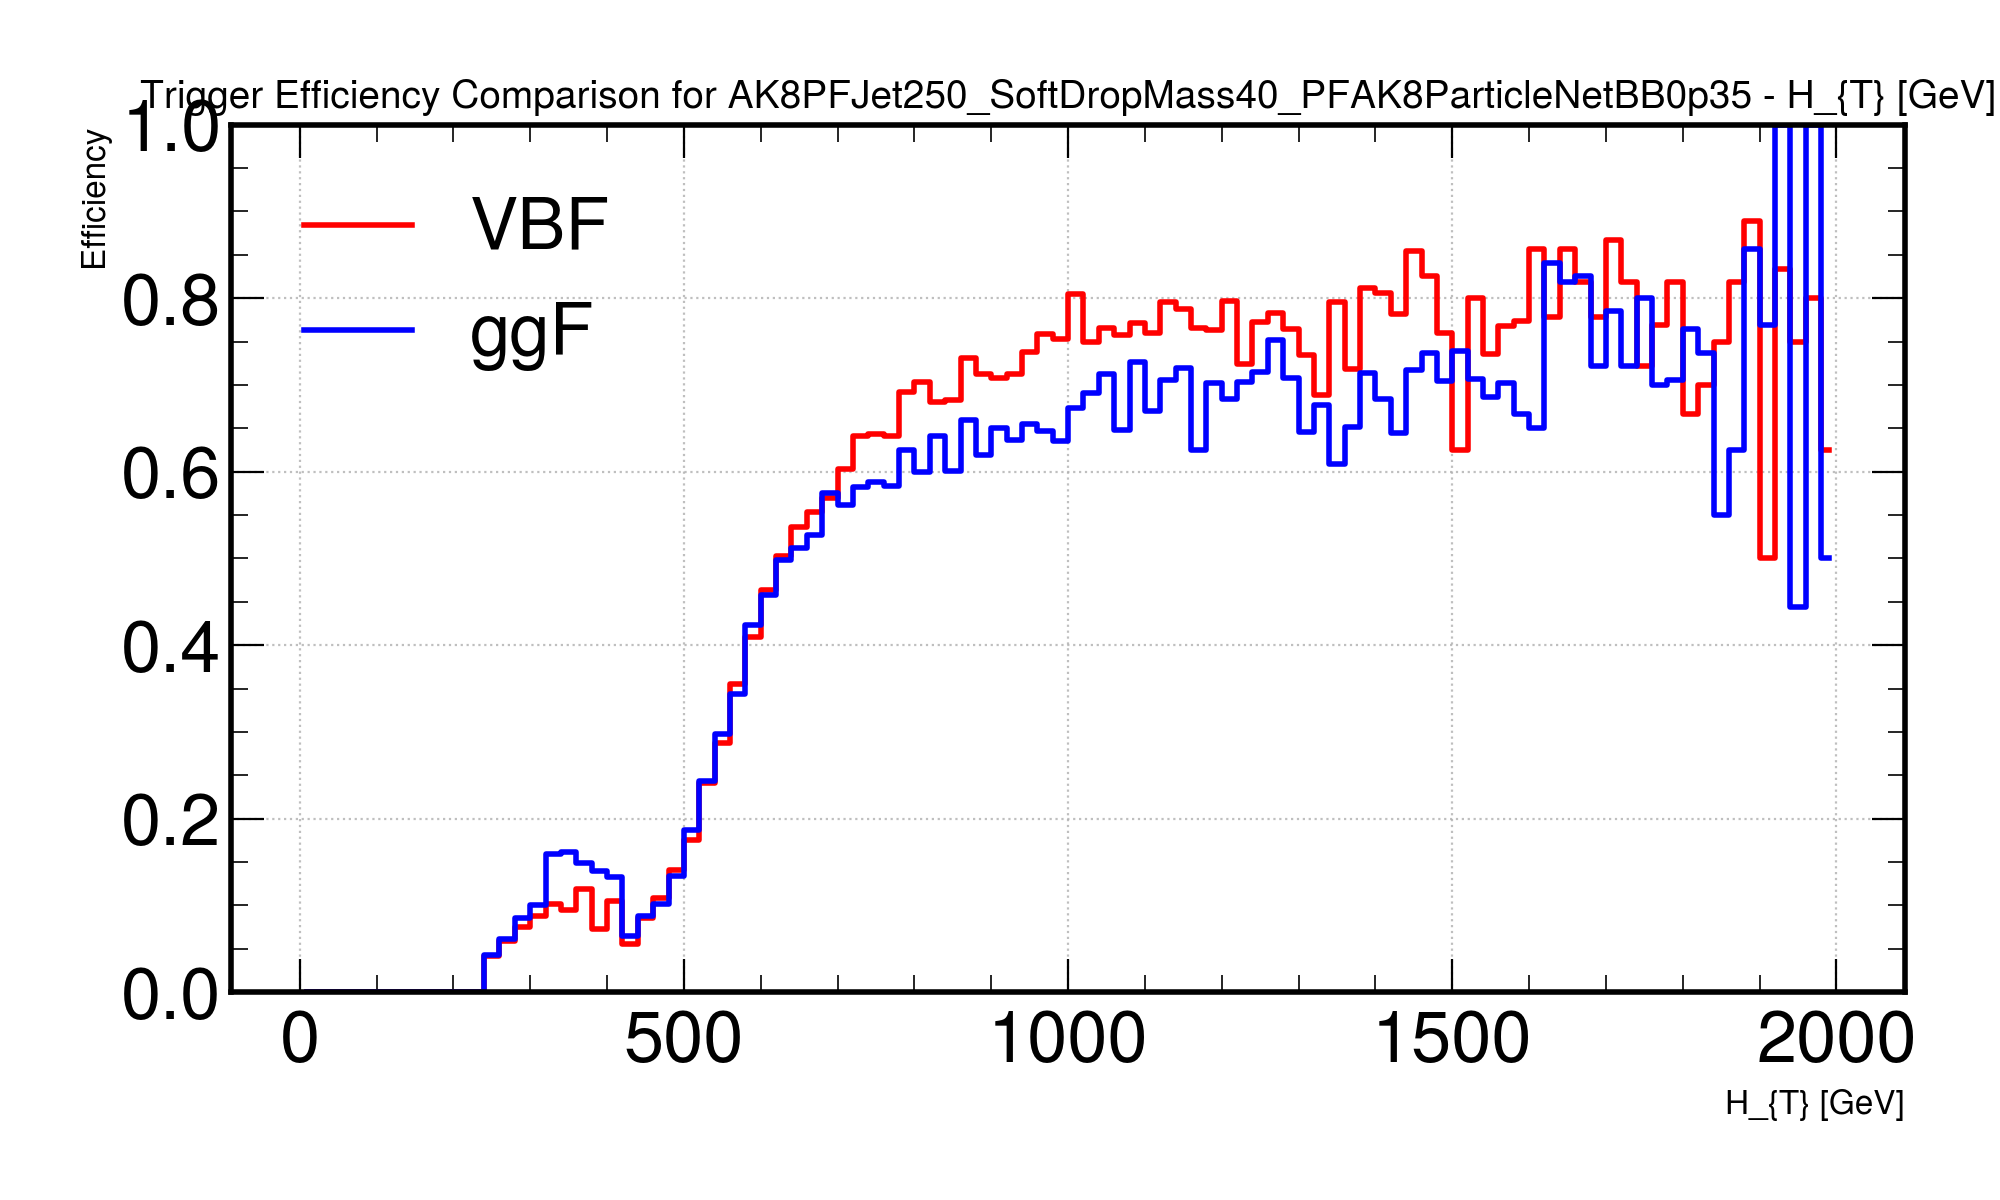 Trigger Efficiency Comparison for AK8PFJet250_SoftDropMass40_PFAK8ParticleNetBB0p35 - H_{T} [GeV]
Efficiency
1.0
0.8
0.6
0.4
0.2
0.0
VBF
ggF
0 500 1000 1500 2000
H_{T} [GeV]